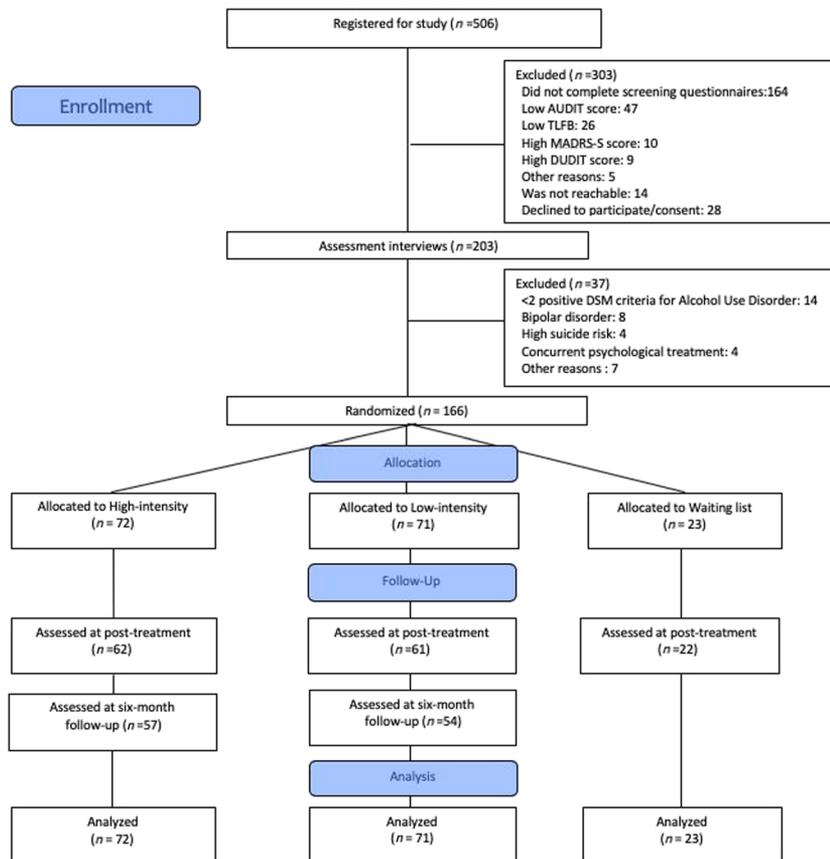 Registered for study (n =506)
Enrollment
Excluded (n =303)
Did not complete screening questionnaires:164
Low AUDIT score: 47
Low TLFB: 26
High MADRS-S score: 10
High DUDIT score: 9
Other reasons: 5
Was not reachable: 14
Declined to participate/consent: 28
Assessment interviews (n =203)
Excluded (n =37)
<2 positive DSM criteria for Alcohol Use Disorder: 14
Bipolar disorder: 8
High suicide risk: 4
Concurrent psychological treatment: 4
Other reasons : 7
Randomized (n = 166)
Allocation
Allocated to High-intensity
(n = 72)
Allocated to Low-intensity
(n = 71)
Allocated to Waiting list
(n = 23)
Follow-Up
Assessed at post-treatment
(n =62)
Assessed at post-treatment
(n =61)
Assessed at post-treatment
(n =22)
Assessed at six-month
follow-up (n =57)
Assessed at six-month
follow-up (n =54)
Analysis
Analyzed
(n = 72)
Analyzed
(n = 71)
Analyzed
(n = 23)